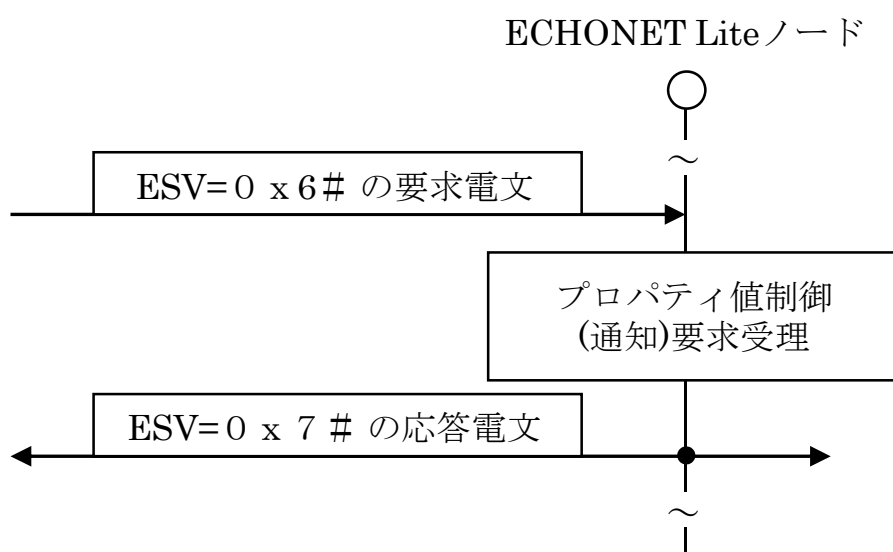 ECHONET Liteノード
～
ESV=０ｘ６＃ の要求電文
プロパティ値制御
(通知)要求受理
ESV=０ｘ７＃ の応答電文
～